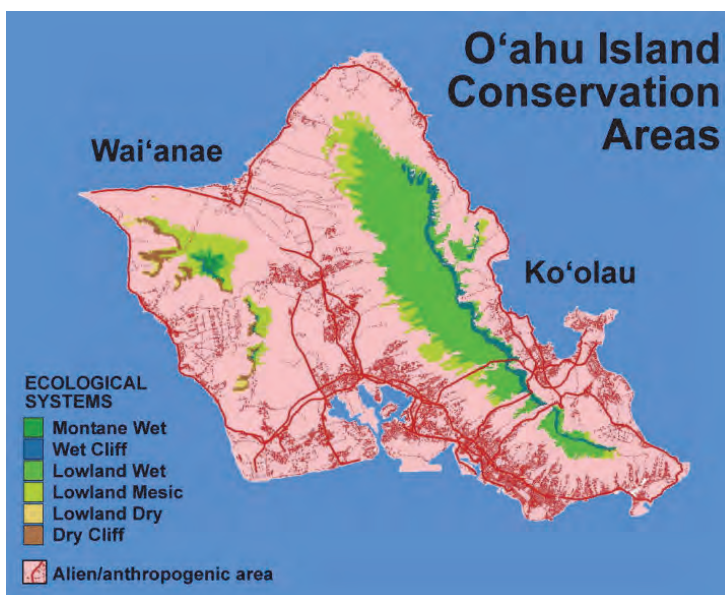 O‘ahu Island
Conservation
Areas
Wai‘anae
Ko‘olau
ECOLOGICAL
SYSTEMS
Montane Wet
Wet Cliff
Lowland Wet
Lowland Mesic
Lowland Dry
Dry Cliff
Alien/anthropogenic area